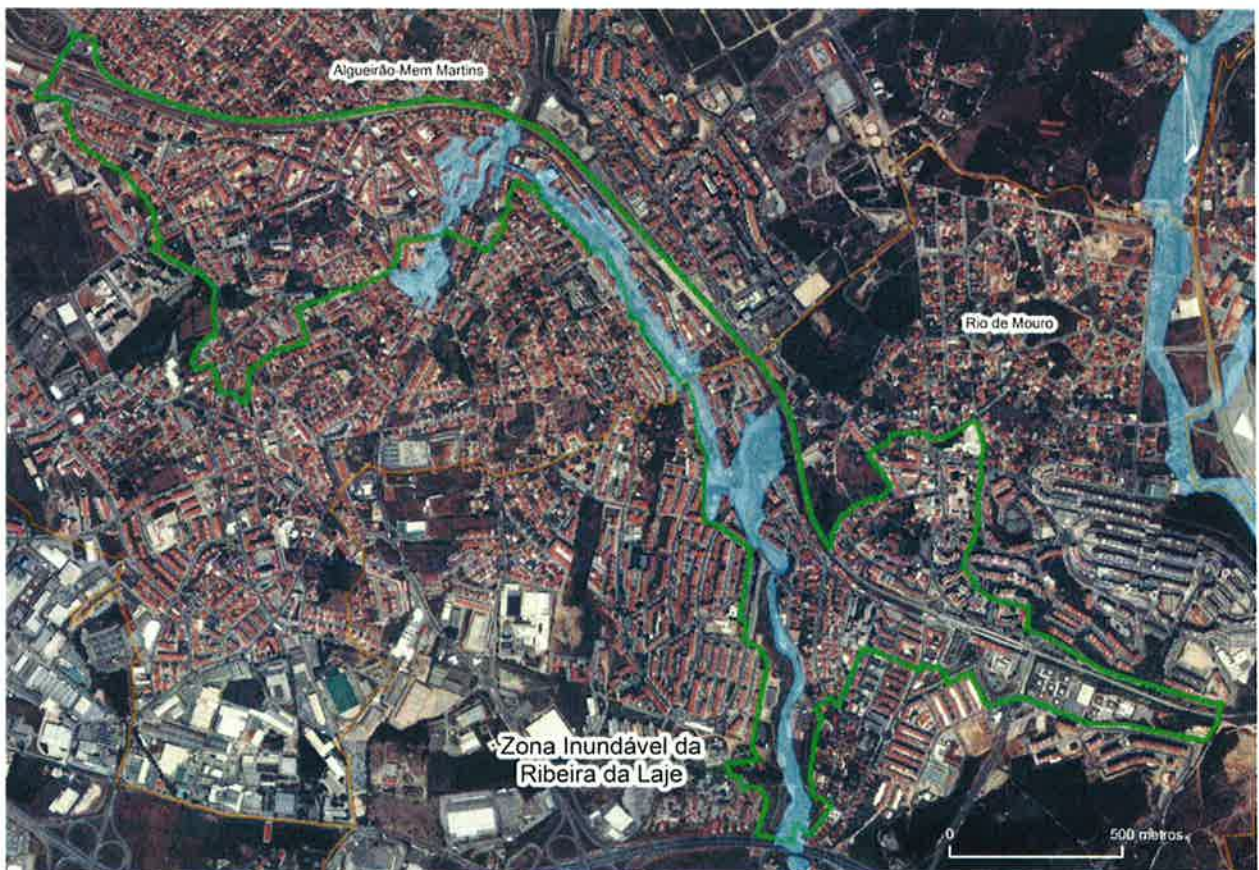 Algueirão-Mem Martins
Rio de Mouro
Zona Inundável da
Ribeira da Laje
0 500 metros